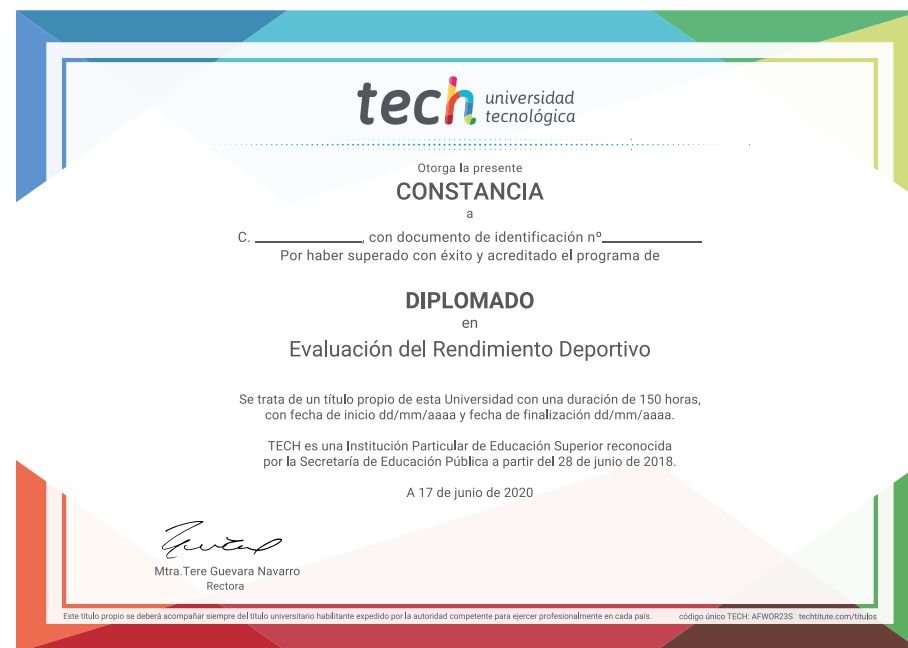 tech universidad
tecnológica
Otorga la presente
CONSTANCIA
a
C. ____________, con documento de identificación nº____________
Por haber superado con éxito y acreditado el programa de
DIPLOMADO
en
Evaluación del Rendimiento Deportivo
Se trata de un título propio de esta Universidad con una duración de 150 horas,
con fecha de inicio dd/mm/aaaa y fecha de finalización dd/mm/aaaa.
TECH es una Institución Particular de Educación Superior reconocida
por la Secretaría de Educación Pública a partir del 28 de junio de 2018.
A 17 de junio de 2020
Mtra.Tere Guevara Navarro
Rectora
Este título propio se deberá acompañar siempre del título universitario habilitante expedido por la autoridad competente para ejercer profesionalmente en cada país. código único TECH: AFWOR23S techtitute.com/titulos